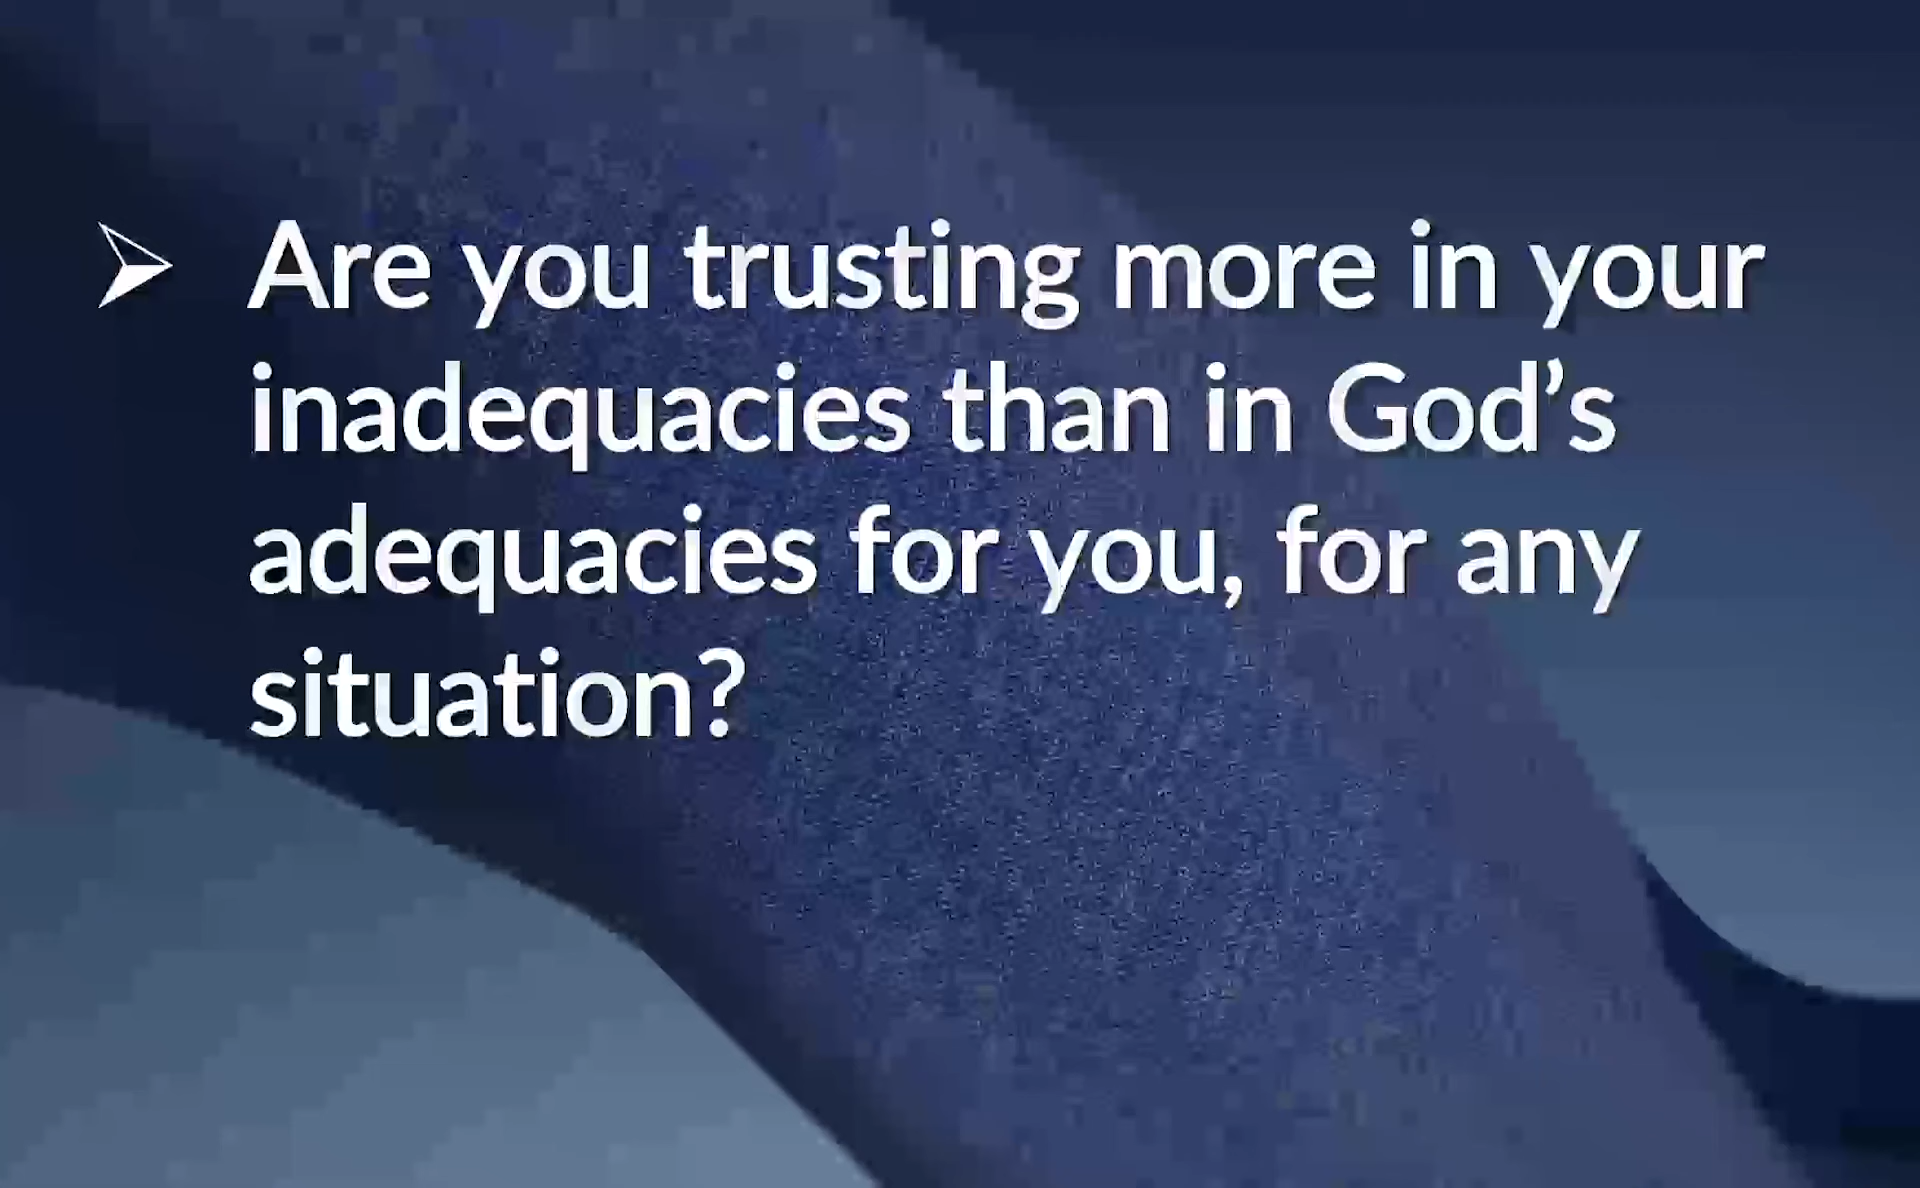 ➢ Are you trusting more in your
inadequacies than in God’s
adequacies for you, for any
situation?